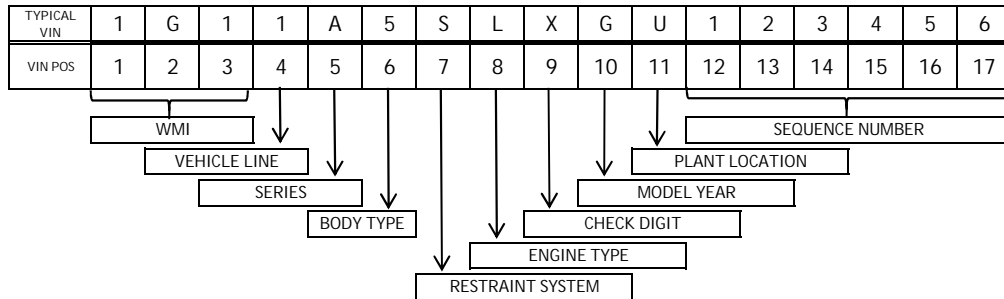 TYPICAL VIN 1 G 1 1 A 5 S L X G U 1 2 3 4 5 6
VIN POS 1 2 3 4 5 6 7 8 9 10 11 12 13 14 15 16 17
WMI SEQUENCE NUMBER
VEHICLE LINE PLANT LOCATION
SERIES MODEL YEAR
BODY TYPE CHECK DIGIT
ENGINE TYPE
RESTRAINT SYSTEM